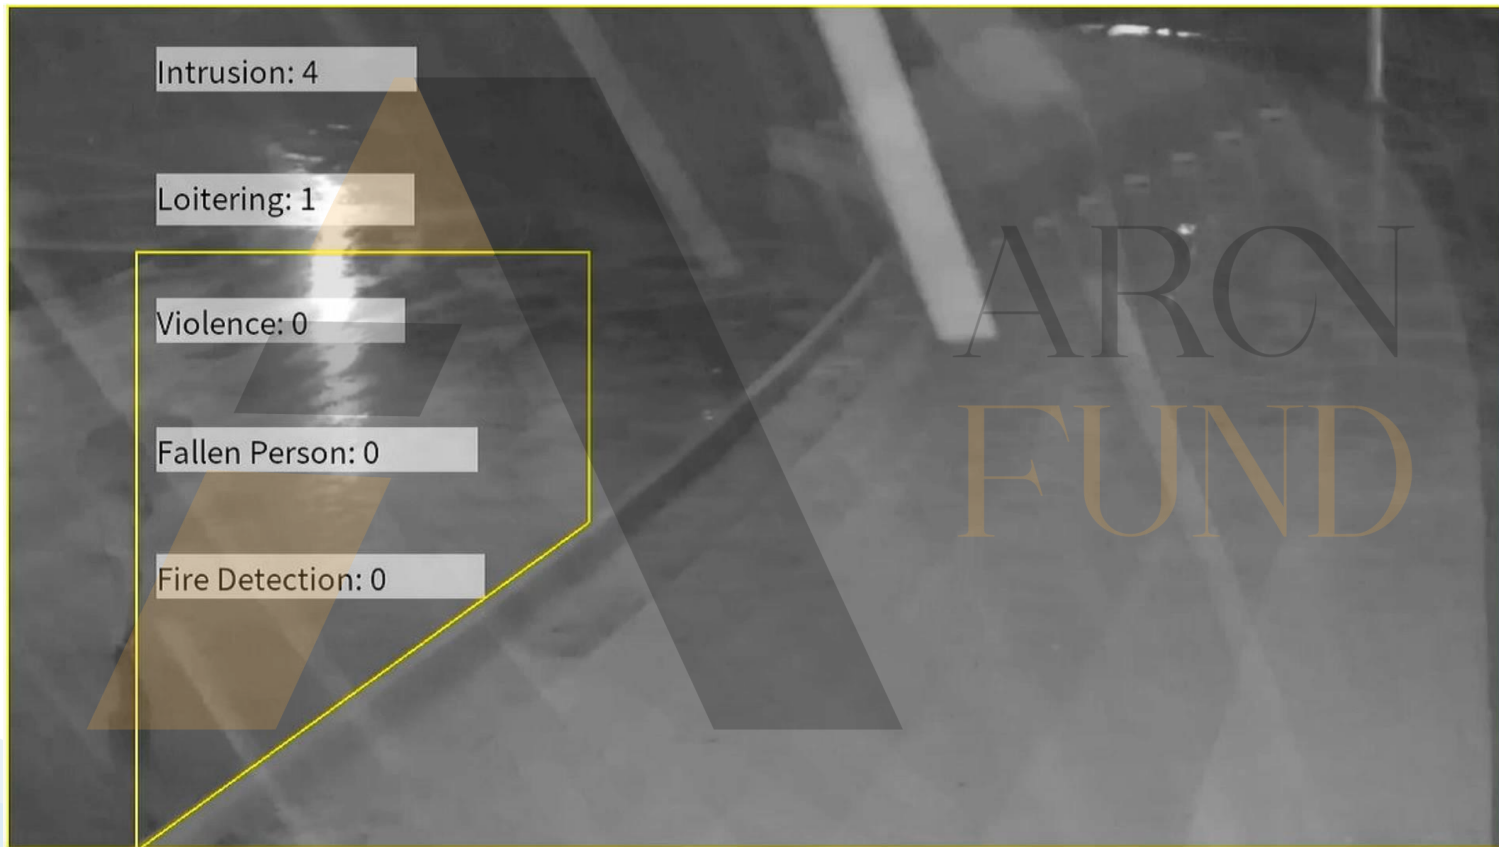 Intrusion: 4
Loitering: 1
Violence: 0
Fallen Person: 0
Fire Detection: 0
ARCN
FUND